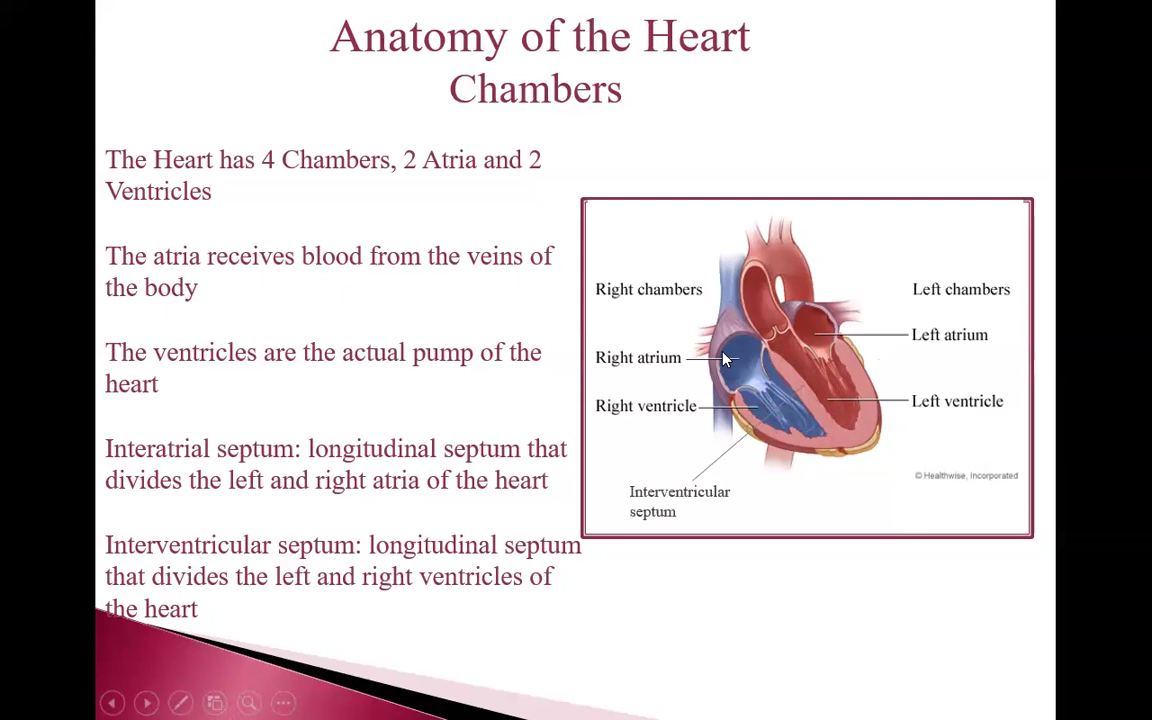 Anatomy of the Heart
Chambers
The Heart has 4 Chambers, 2 Atria and 2
Ventricles
The atria receives blood from the veins of
the body
The ventricles are the actual pump of the
heart
Interatrial septum: longitudinal septum that
divides the left and right atria of the heart
Interventricular septum: longitudinal septum
that divides the left and right ventricles of
the heart
Right chambers
Left chambers
Left atrium
Right atrium
Left ventricle
Right ventricle
© Healthwise, Incorporated
Interventricular
septum